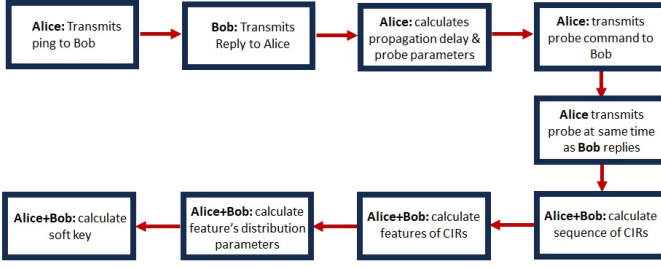 Alice: Transmits
ping to Bob
Bob: Transmits
Reply to Alice
Alice: calculates
propagation delay &
probe parameters
Alice: transmits
probe command to
Bob
Alice transmits
probe at same time
as Bob replies
Alice+Bob: calculate
sequence of CIRs
Alice+Bob: calculate
features of CIRs
Alice+Bob: calculate
feature's distribution
parameters
Alice+Bob: calculate
soft key